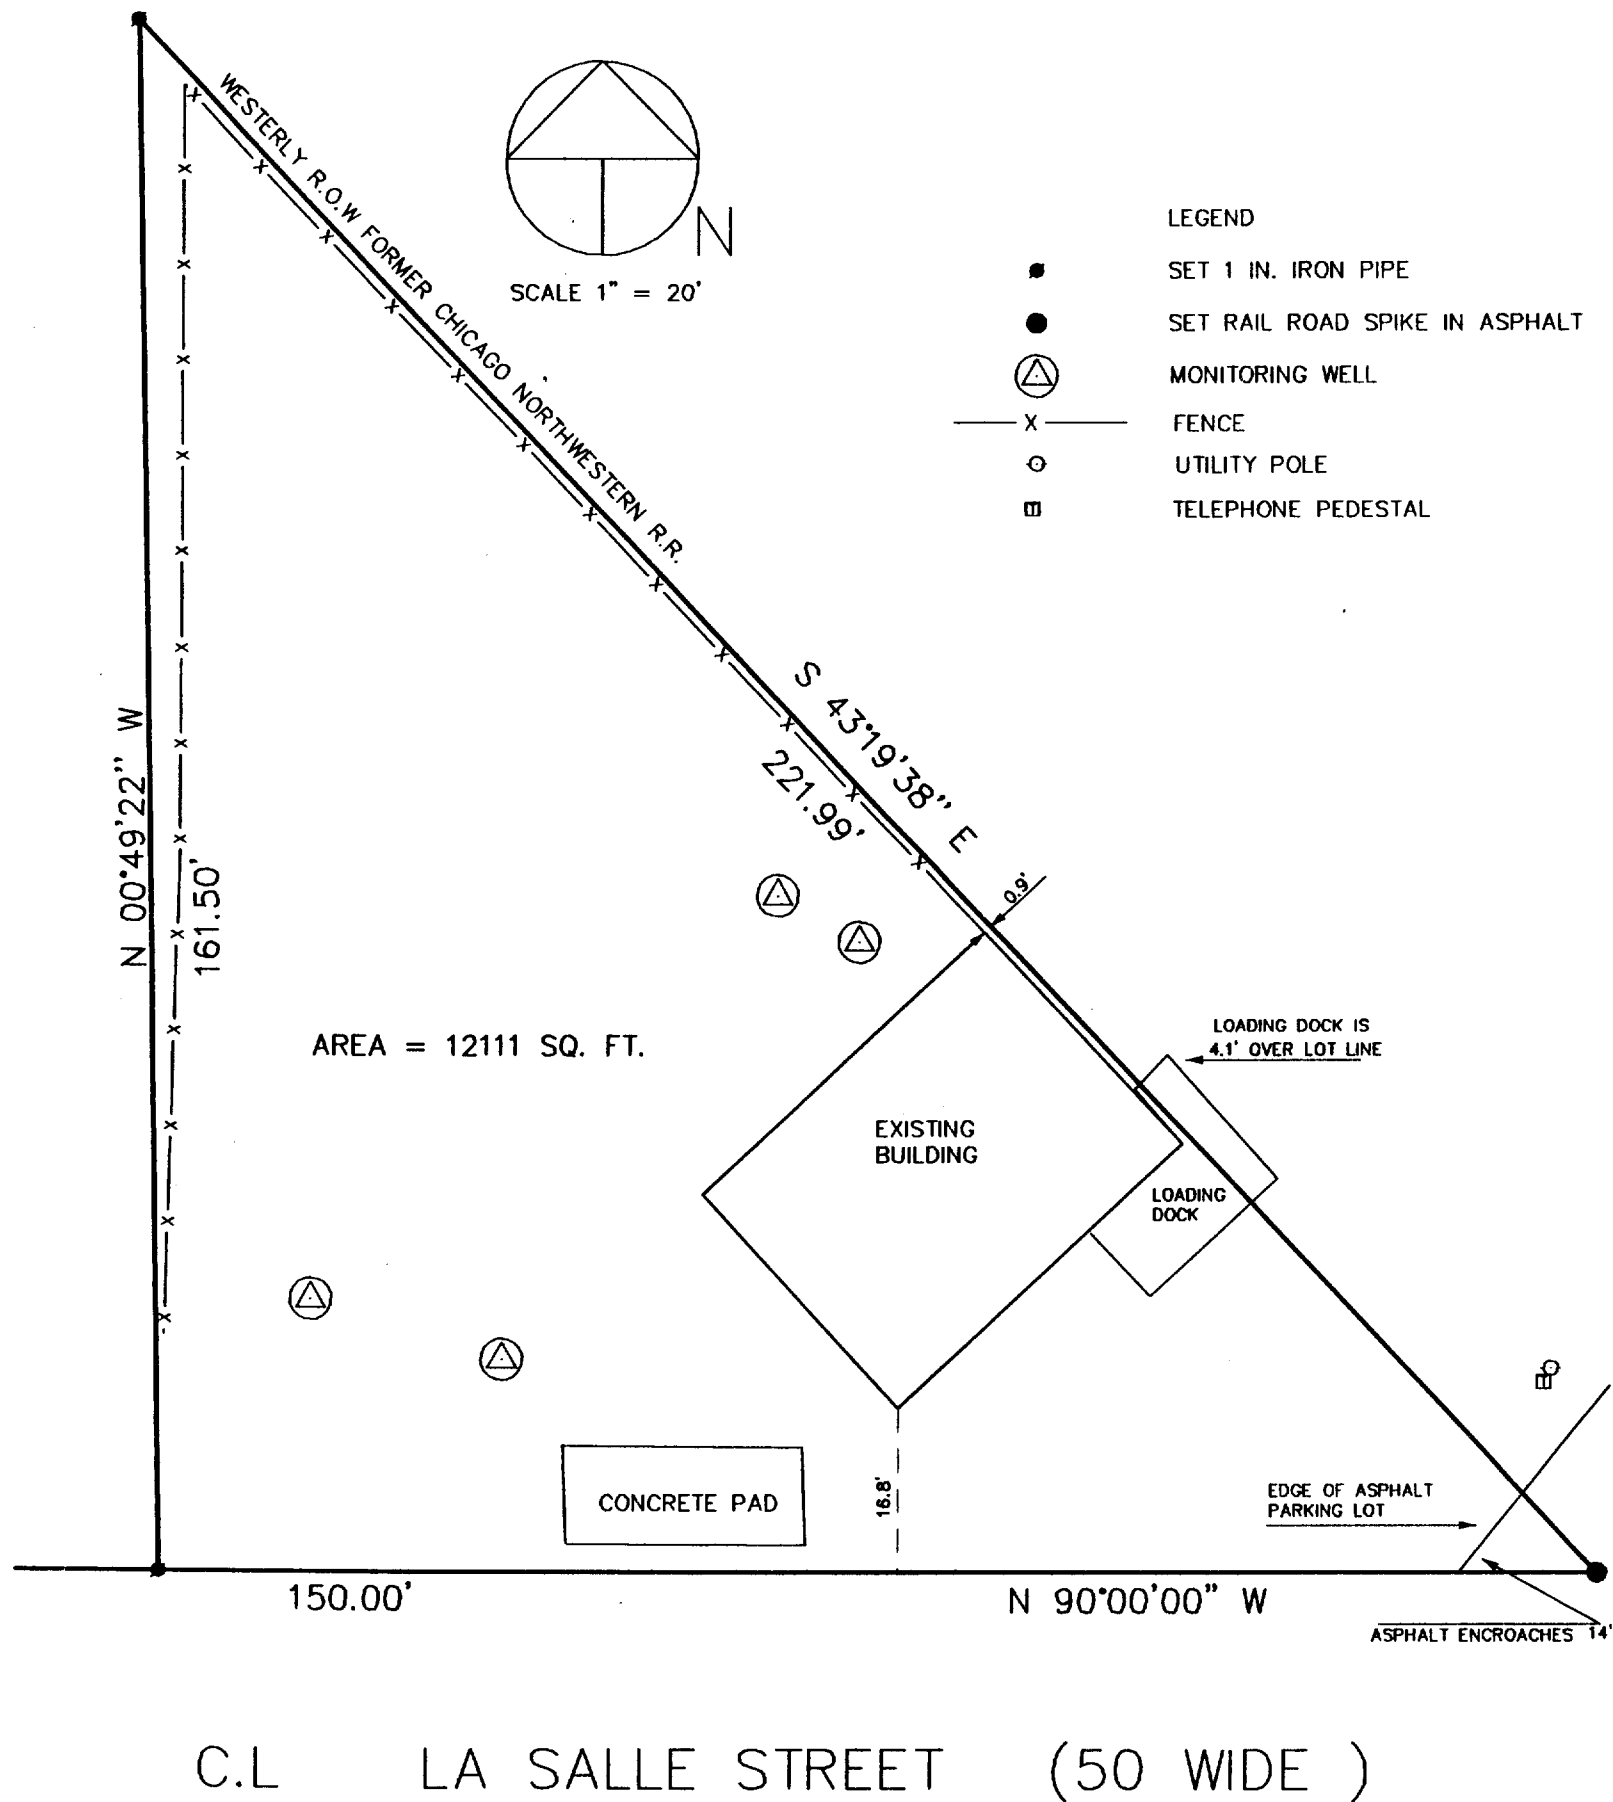 WESTERLY R.O.W FORMER CHICAGO NORTHWESTERN R.R.
N
SCALE 1" = 20'
LEGEND
SET 1 IN. IRON PIPE
SET RAIL ROAD SPIKE IN ASPHALT
MONITORING WELL
X
FENCE
UTILITY POLE
TELEPHONE PEDESTAL
S 43°19'38" E
221.99'
N 00°49'22" W
161.50'
0.9'
AREA = 12111 SQ. FT.
LOADING DOCK IS
4.1' OVER LOT LINE
EXISTING
BUILDING
LOADING
DOCK
CONCRETE PAD
16.8'
EDGE OF ASPHALT
PARKING LOT
150.00'
N 90°00'00" W
ASPHALT ENCROACHES 14'
C.L LA SALLE STREET (50 WIDE )